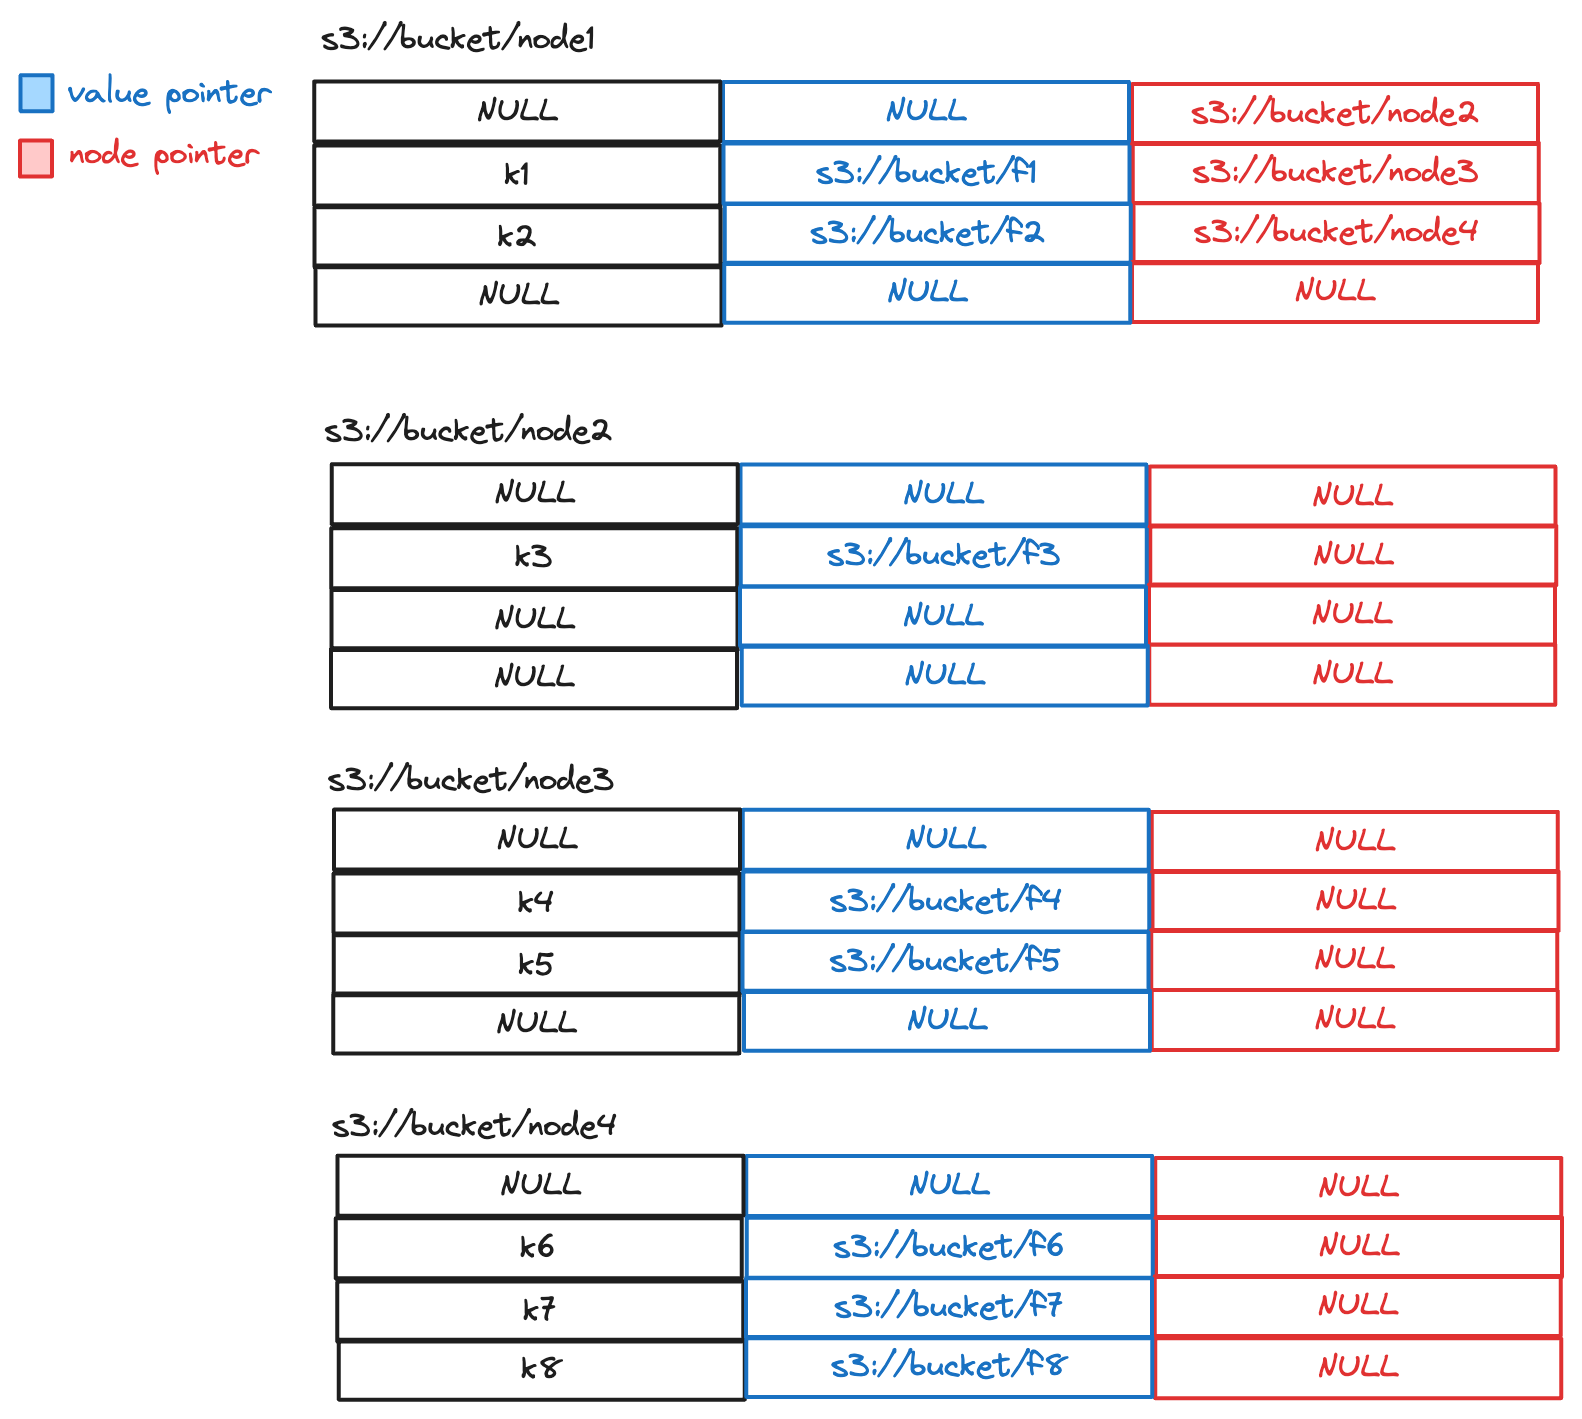 s3://bucket/node1
value pointer
node pointer
NULL NULL s3://bucket/node2
k1 s3://bucket/f1 s3://bucket/node3
k2 s3://bucket/f2 s3://bucket/node4
NULL NULL NULL
s3://bucket/node2
NULL NULL NULL
k3 s3://bucket/f3 NULL
NULL NULL NULL
NULL NULL NULL
s3://bucket/node3
NULL NULL NULL
k4 s3://bucket/f4 NULL
k5 s3://bucket/f5 NULL
NULL NULL NULL
s3://bucket/node4
NULL NULL NULL
k6 s3://bucket/f6 NULL
k7 s3://bucket/f7 NULL
k8 s3://bucket/f8 NULL